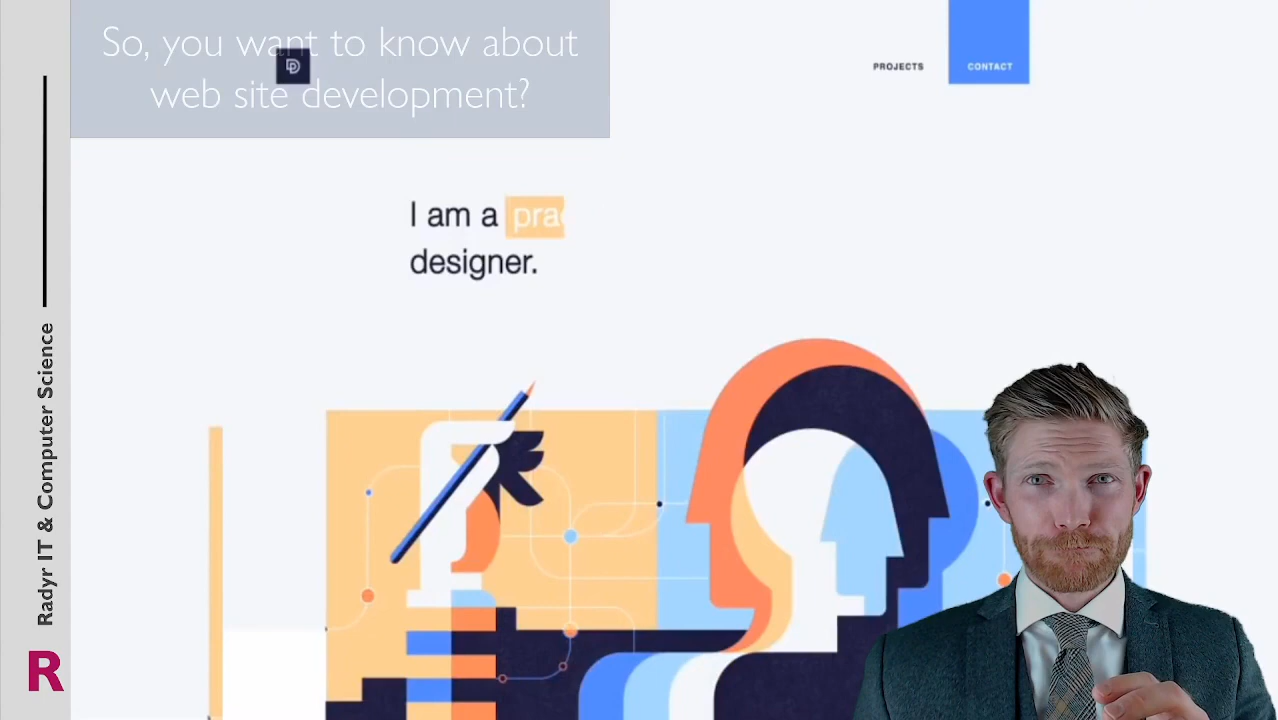 So, you want to know about
web site development?
PROJECTS
CONTACT
I am a
designer.
Radyr IT & Computer Science
R